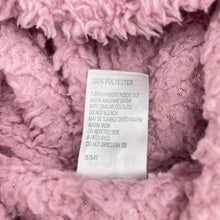 100% POLYESTER
TURN GARMENT INSIDE OUT
WARM MACHINE WASH
WITH SIMILAR COLOURS
DO NOT BLEACH
MAY BE TUMBLE DRIED WARM
WARM IRON
ON REVERSE SIDE
IF REQUIRED
DO NOT DRYCLEAN
157547